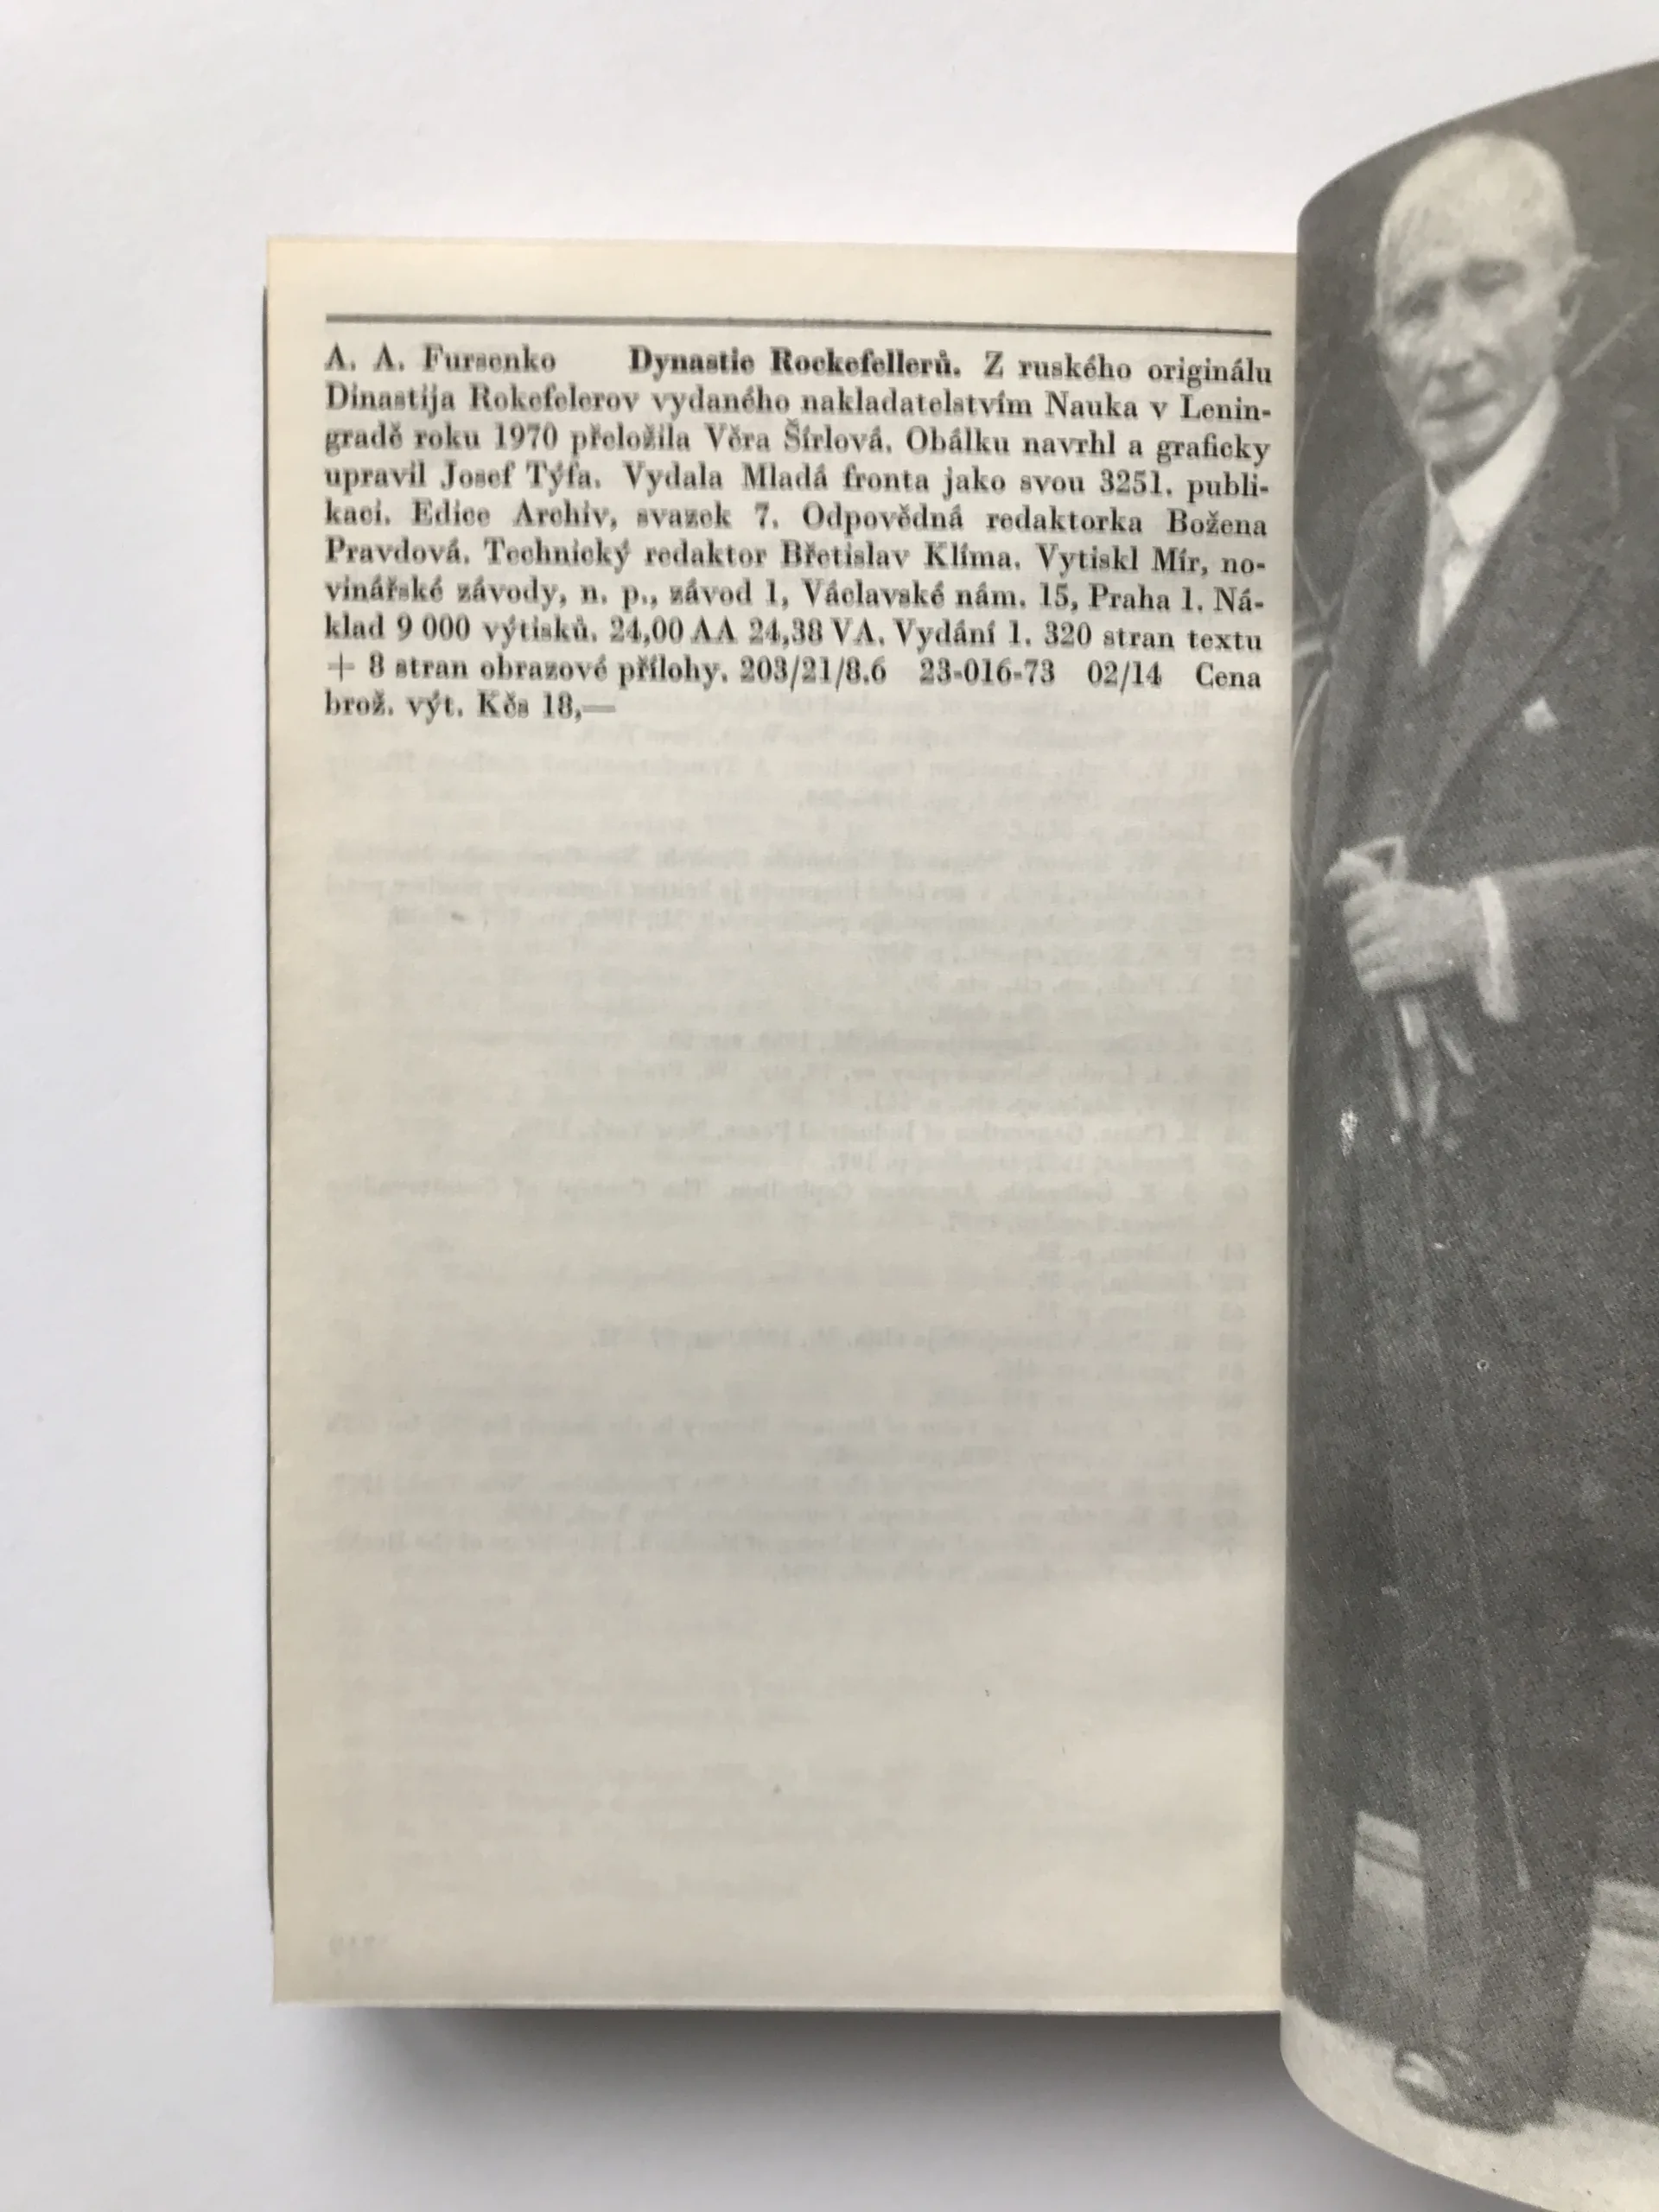 A. A. Fursenko Dynastie Rockefellerů. Z ruského originálu
Dinastija Rokefelerov vydaného nakladatelstvím Nauka v Lenin-
gradě roku 1970 přeložila Věra Šírlová. Obálku navrhl a graficky
upravil Josef Týfa. Vydala Mladá fronta jako svou 3251. publi-
kaci. Edice Archiv, svazek 7. Odpovědná redaktorka Božena
Pravdová. Technický redaktor Břetislav Klíma. Vytiskl Mír, no-
vinářské závody, n. p., závod 1, Václavské nám. 15, Praha 1. Ná-
klad 9 000 výtisků. 24,00 AA 24,38 VA. Vydání 1. 320 stran textu
+ 8 stran obrazové přílohy. 203/21/8.6 23-016-73 02/14 Cena
brož. výt. Kčs 18,—